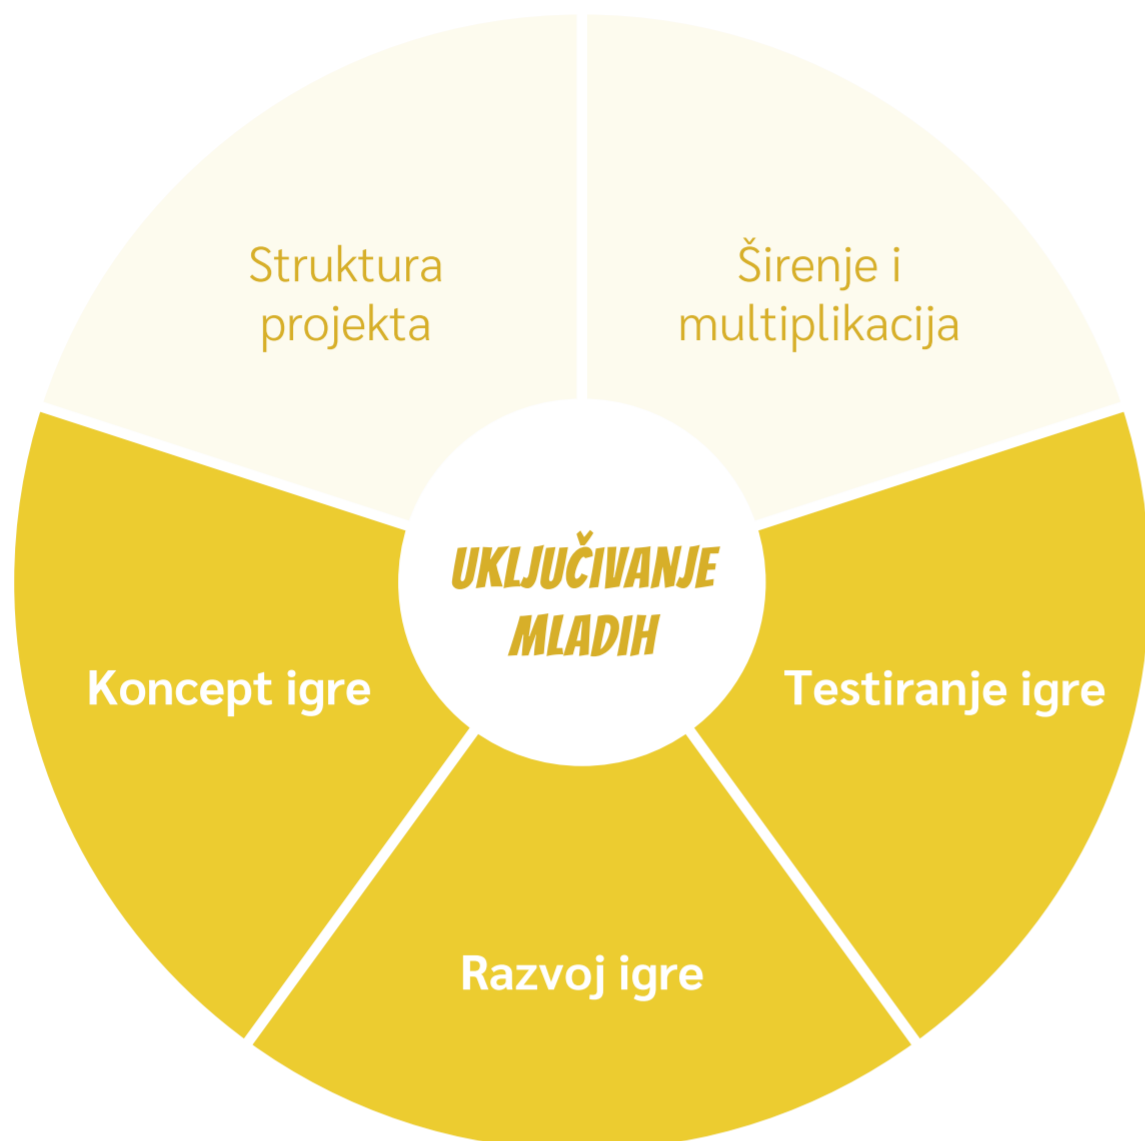 Struktura
projekta
Širenje i
multiplikacija
UKLJUČIVANJE
MLADIH
Koncept igre
Testiranje igre
Razvoj igre